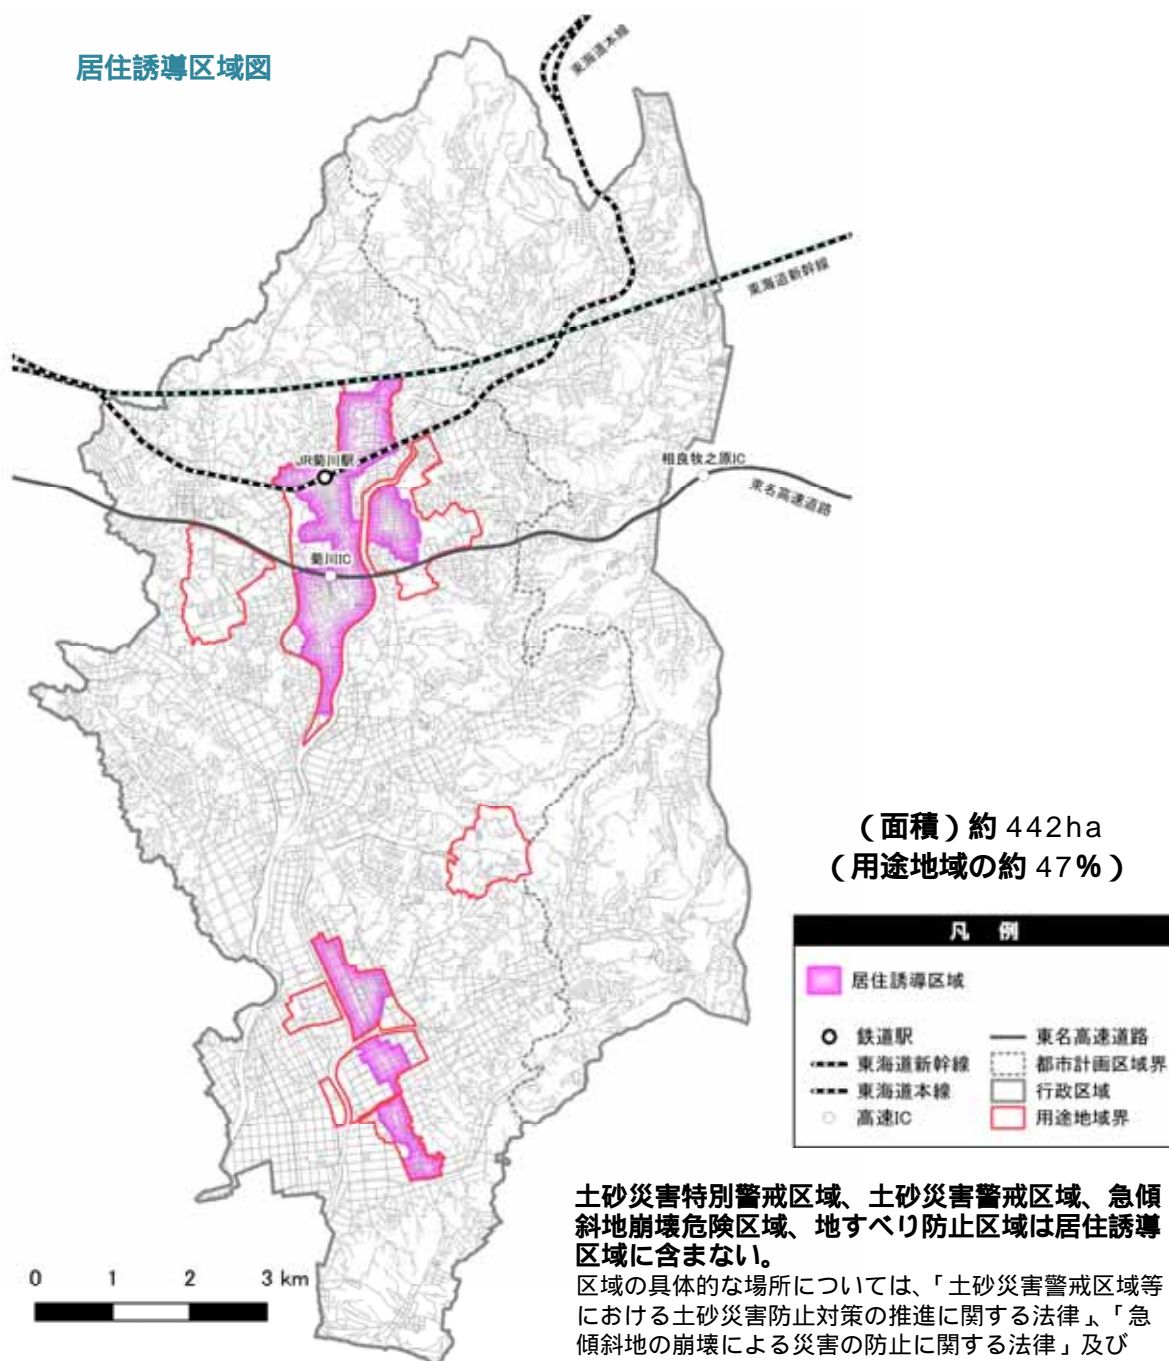 居住誘導区域図
東海道本線
東海道新幹線
JR菊川駅
相良牧之原IC
東名高速道路
菊川IC
（面積）約 442ha
（用途地域の約 47％）
凡 例
居住誘導区域
鉄道駅
東海道新幹線
東海道本線
高速IC
東名高速道路
都市計画区域界
行政区域
用途地域界
土砂災害特別警戒区域、土砂災害警戒区域、急傾
斜地崩壊危険区域、地すべり防止区域は居住誘導
区域に含まない。
区域の具体的な場所については、「土砂災害警戒区域等
における土砂災害防止対策の推進に関する法律」、「急
傾斜地の崩壊による災害の防止に関する法律」及び
0 1 2 3 km